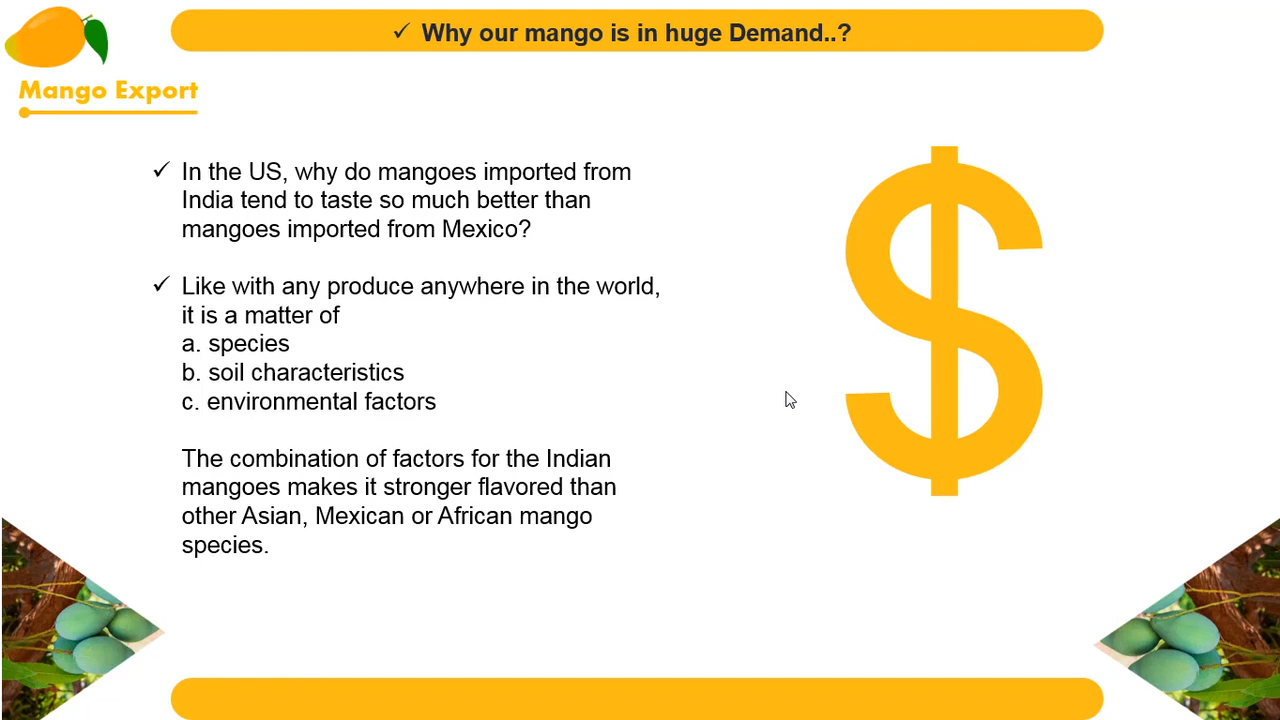 ✓ Why our mango is in huge Demand..?
Mango Export
✓ In the US, why do mangoes imported from
India tend to taste so much better than
mangoes imported from Mexico?
✓ Like with any produce anywhere in the world,
it is a matter of
a. species
b. soil characteristics
c. environmental factors
The combination of factors for the Indian
mangoes makes it stronger flavored than
other Asian, Mexican or African mango
species.
$